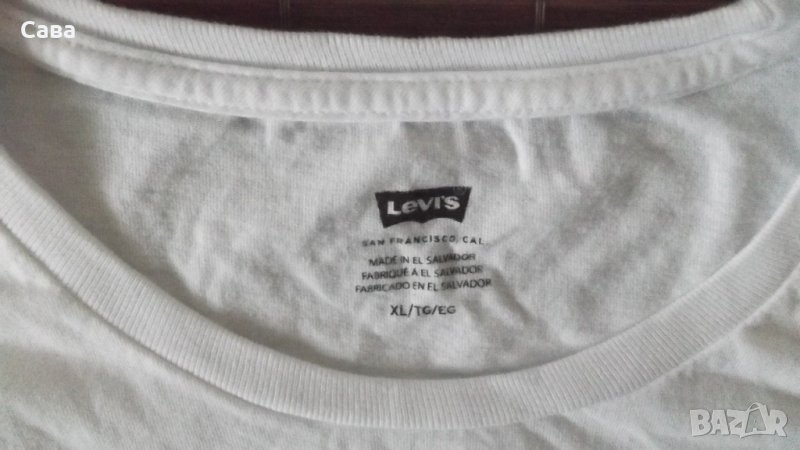 Сава
Levi's
SAN FRANCISCO, CAL.
MADE IN EL SALVADOR
FABRIQUÉ À EL SALVADOR
FABRICADO EN EL SALVADOR
XL/TG/EG
BAZAR